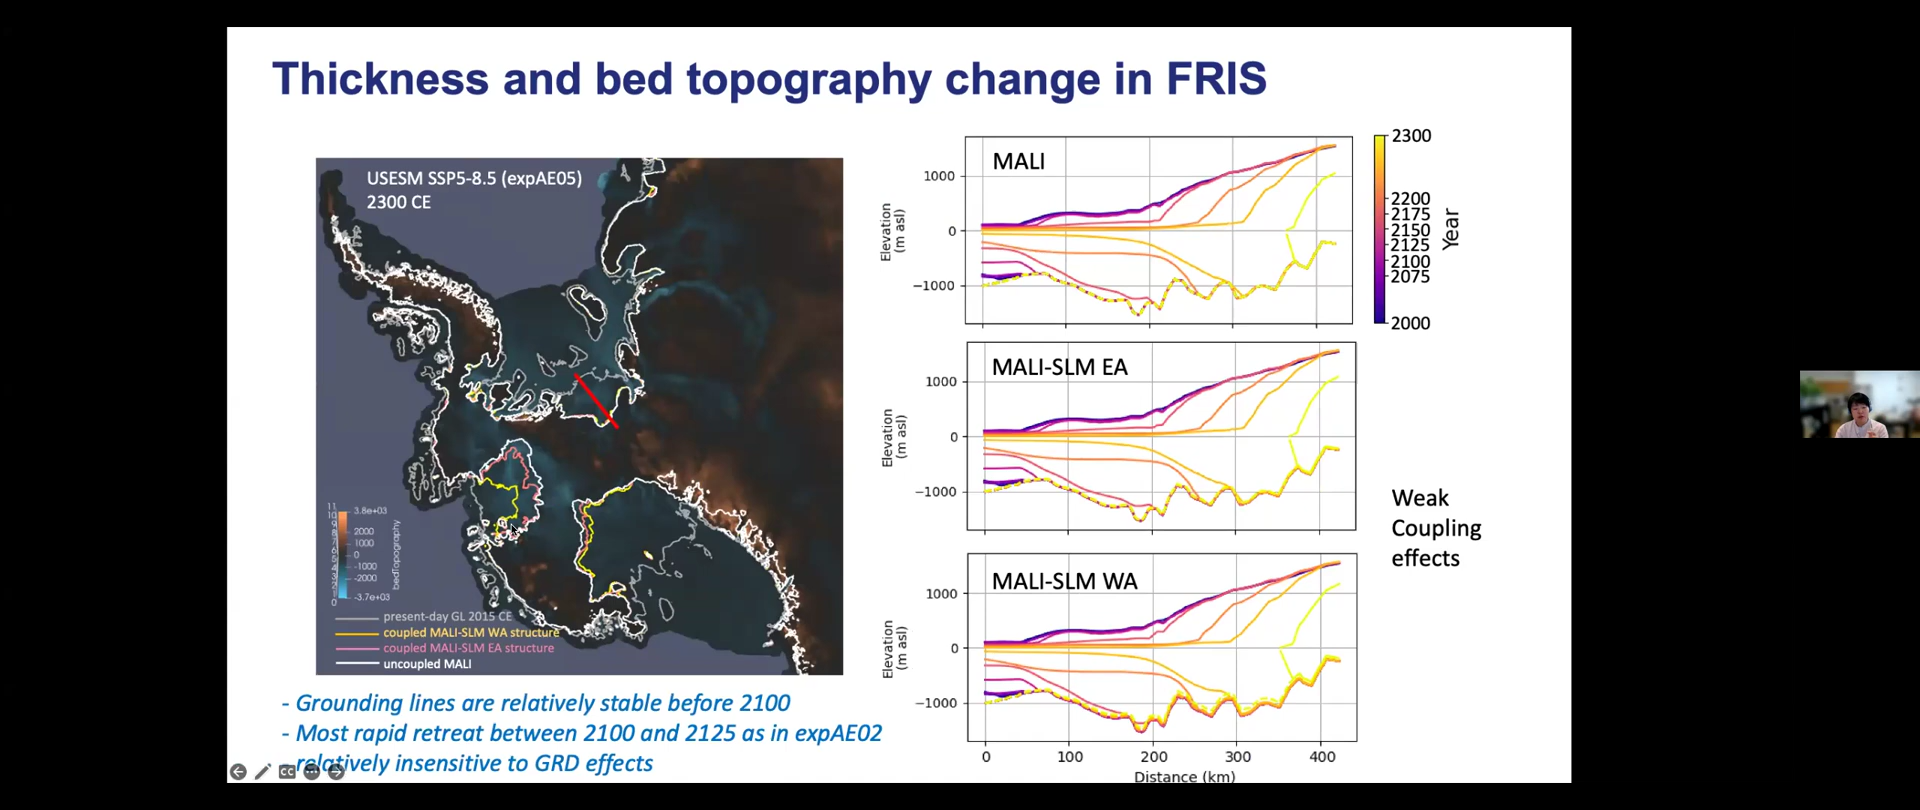 Thickness and bed topography change in FRIS
USESM SSP5-8.5 (expAE05)
2300 CE
3.8e+03
2000
1000
0
-1000
-2000
-3.7e+03
bedTopography
present-day GL 2015 CE
coupled MALI-SLM WA structure
coupled MALI-SLM EA structure
uncoupled MALI
- Grounding lines are relatively stable before 2100
- Most rapid retreat between 2100 and 2125 as in expAE02
- relatively insensitive to GRD effects
CC
MALI
1000
0
−1000
Elevation
(m asl)
MALI-SLM EA
1000
0
−1000
Elevation
(m asl)
MALI-SLM WA
1000
0
−1000
Elevation
(m asl)
0 100 200 300 400
Distance (km)
2300
2200
2175
2150
2125
2100
2075
2000
Year
Weak
Coupling
effects